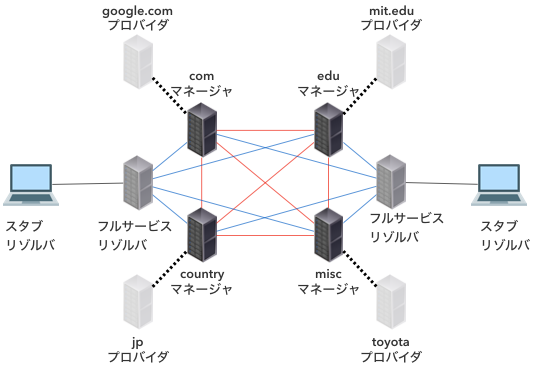 google.com
プロバイダ
mit.edu
プロバイダ
com
マネージャ
edu
マネージャ
スタブ
リゾルバ
フルサービス
リゾルバ
フルサービス
リゾルバ
スタブ
リゾルバ
country
マネージャ
misc
マネージャ
jp
プロバイダ
toyota
プロバイダ